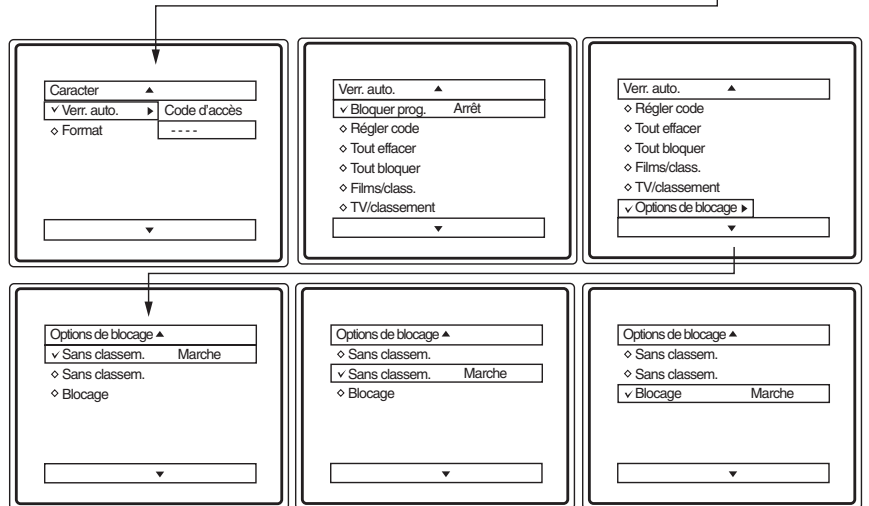 Caracter
Verr. auto. Code d'accès
Format - - - -
Verr. auto.
Bloquer prog. Arrêt
Régler code
Tout effacer
Tout bloquer
Films/class.
TV/classement
Verr. auto.
Régler code
Tout effacer
Tout bloquer
Films/class.
TV/classement
Options de blocage
Options de blocage
Sans classem. Marche
Sans classem.
Blocage
Options de blocage
Sans classem.
Sans classem. Marche
Blocage
Options de blocage
Sans classem.
Sans classem.
Blocage Marche